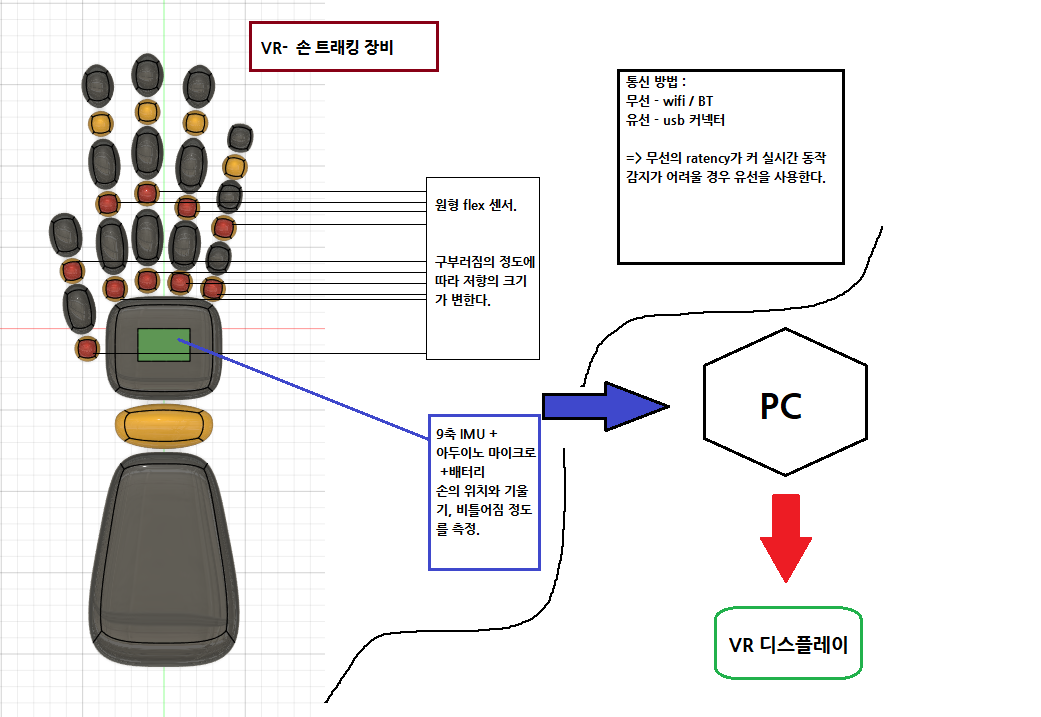 VR- 손 트래킹 장비
통신 방법 :
무선 - wifi / BT
유선 - usb 커넥터
=> 무선의 ratency가 커 실시간 동작
감지가 어려울 경우 유선을 사용한다.
원형 flex 센서.
구부러짐의 정도에
따라 저항의 크기
가 변한다.
9축 IMU +
아두이노 마이크로
+배터리
손의 위치와 기울
기, 비틀어짐 정도
를 측정.
PC
VR 디스플레이